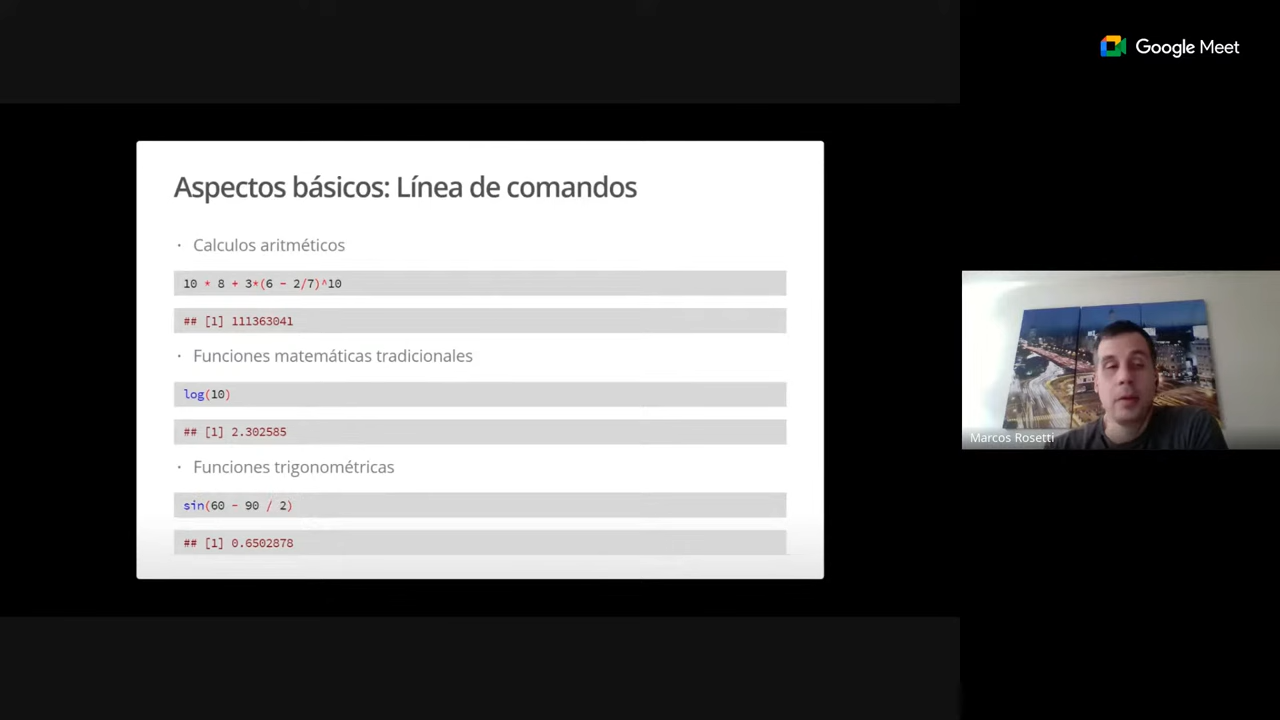 Google Meet
Aspectos básicos: Línea de comandos
· Calculos aritméticos
10 * 8 + 3*(6 - 2/7)^10
## [1] 111363041
· Funciones matemáticas tradicionales
log(10)
## [1] 2.302585
· Funciones trigonométricas
sin(60 - 90 / 2)
## [1] 0.6502878
Marcos Rosetti